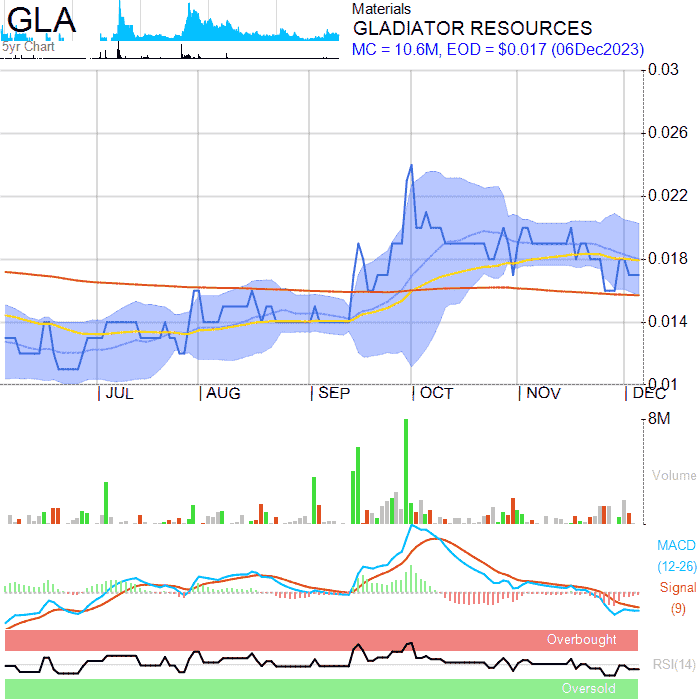 GLA
5yr Chart
Materials
GLADIATOR RESOURCES
MC = 10.6M, EOD = $0.017 (06Dec2023)
0.03
0.026
0.022
0.018
0.014
0.01
JUL AUG SEP OCT NOV DEC
8M
Volume
MACD
(12-26)
Signal
(9)
Overbought
RSI(14)
Oversold